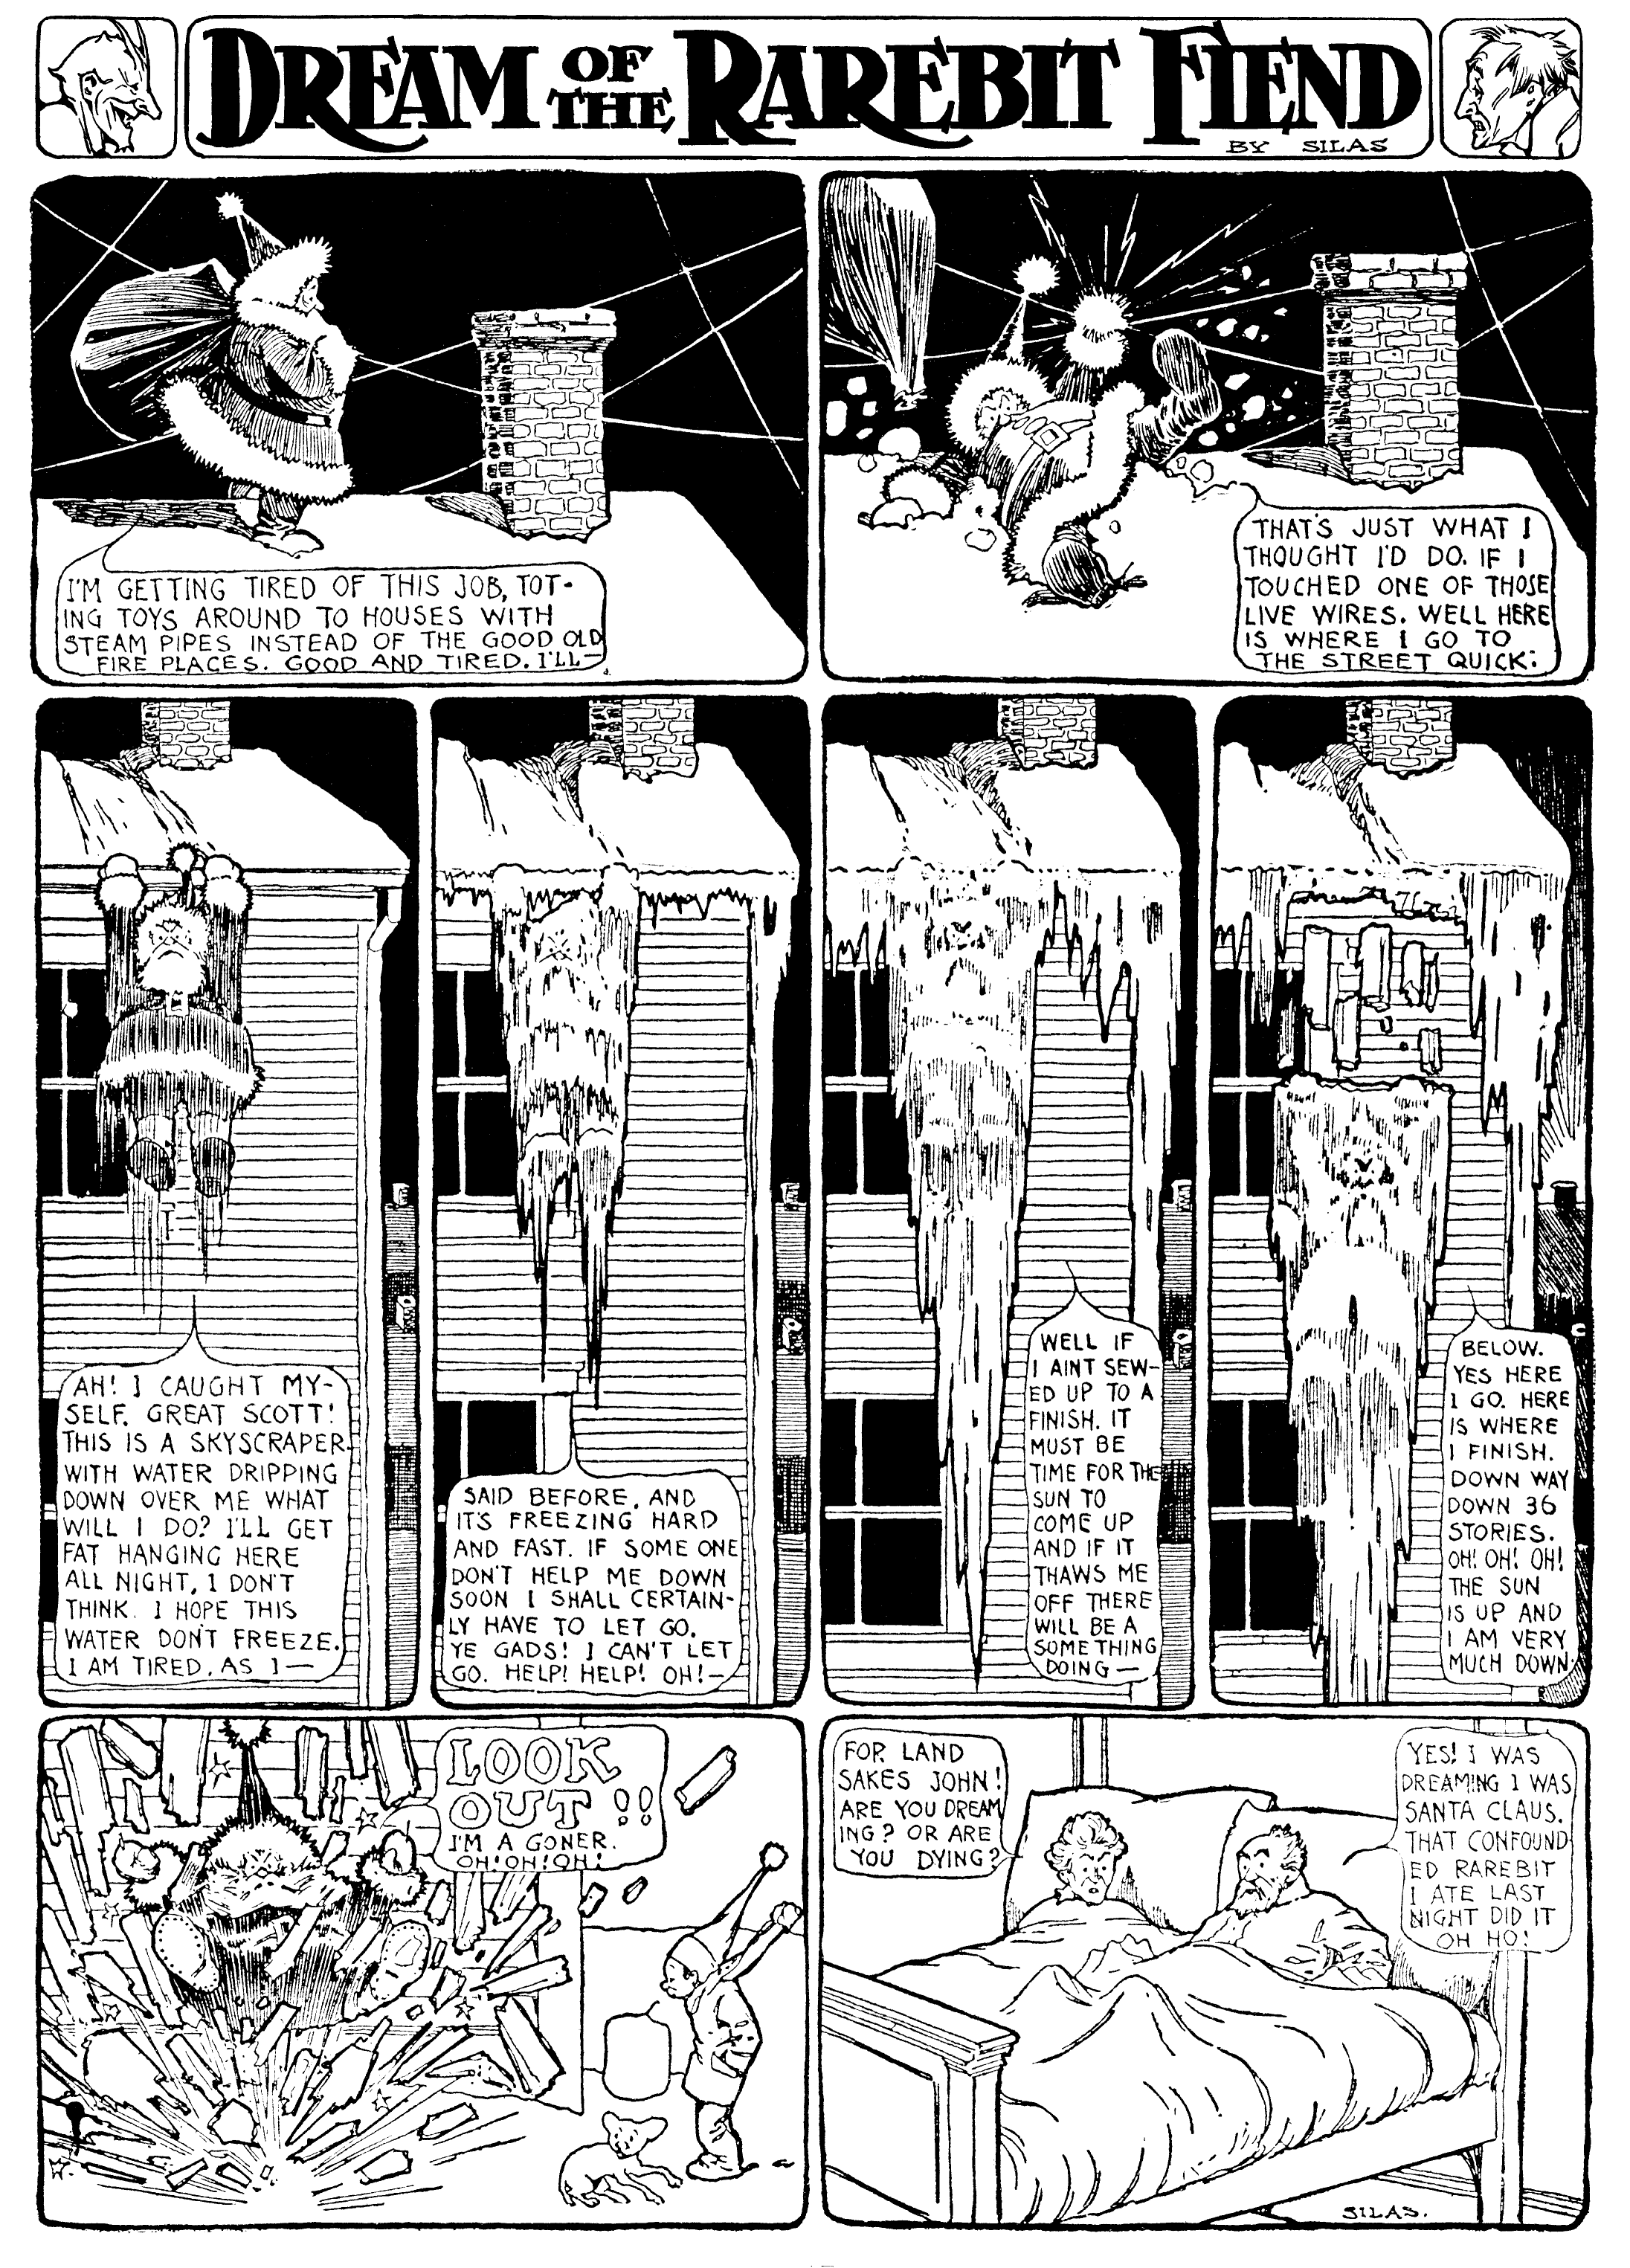 DREAM OF THE RAREBIT FIEND
BY SILAS
I'M GETTING TIRED OF THIS JOB, TOT-
ING TOYS AROUND TO HOUSES WITH
STEAM PIPES INSTEAD OF THE GOOD OLD
FIRE PLACES. GOOD AND TIRED. I'LL—
THAT'S JUST WHAT I
THOUGHT I'D DO. IF I
TOUCHED ONE OF THOSE
LIVE WIRES. WELL HERE
IS WHERE I GO TO
THE STREET QUICK:
AH! I CAUGHT MY-
SELF. GREAT SCOTT!
THIS IS A SKYSCRAPER
WITH WATER DRIPPING
DOWN OVER ME WHAT
WILL I DO? I'LL GET
FAT HANGING HERE
ALL NIGHT, I DON'T
THINK. I HOPE THIS
WATER DON'T FREEZE.
I AM TIRED. AS I—
SAID BEFORE, AND
IT'S FREEZING HARD
AND FAST. IF SOME ONE
DON'T HELP ME DOWN
SOON I SHALL CERTAIN-
LY HAVE TO LET GO.
YE GADS! I CAN'T LET
GO. HELP! HELP! OH!—
WELL IF
I AINT SEW-
ED UP TO A
FINISH. IT
MUST BE
TIME FOR THE
SUN TO
COME UP
AND IF IT
THAWS ME
OFF THERE
WILL BE A
SOMETHING
DOING—
BELOW.
YES HERE
I GO. HERE
IS WHERE
I FINISH.
DOWN WAY
DOWN 36
STORIES.
OH! OH! OH!
THE SUN
IS UP AND
I AM VERY
MUCH DOWN:
LOOK
OUT!!
I'M A GONER.
OH! OH! OH!
FOR LAND
SAKES JOHN!
ARE YOU DREAM
ING? OR ARE
YOU DYING?
YES! I WAS
DREAMING I WAS
SANTA CLAUS.
THAT CONFOUND
ED RAREBIT
I ATE LAST
NIGHT DID IT
OH HO!
SILAS.